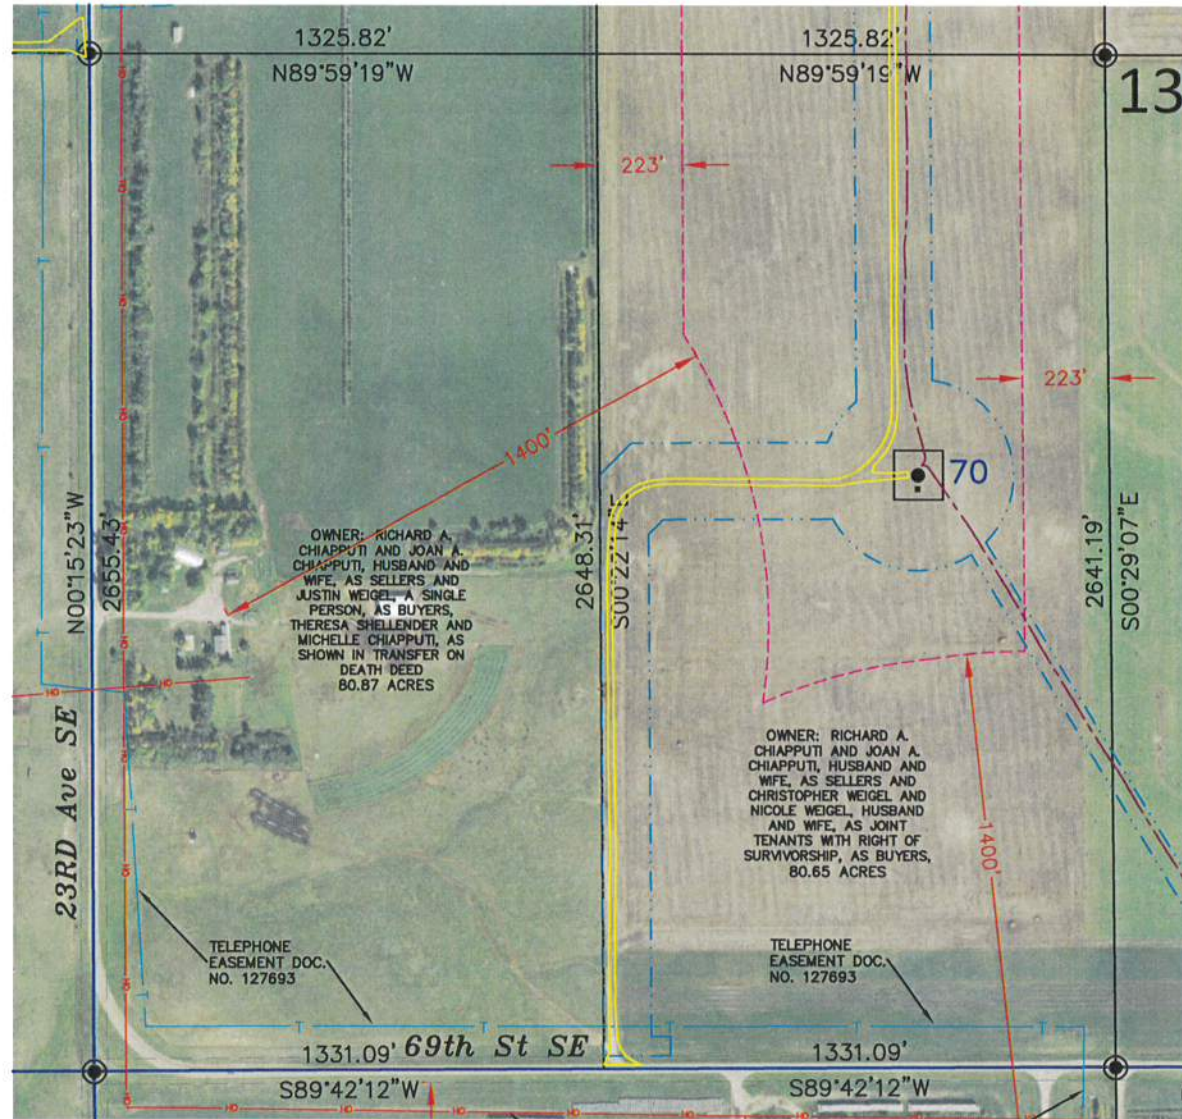 1325.82'
N89°59'19"W
1325.82'
N89°59'19"W
13
223'
223'
1400'
70
N00°15'23"W
2655.43'
2648.31'
S00°22'14"E
2641.19'
S00°29'07"E
OWNER: RICHARD A.
CHIAPPUTI AND JOAN A.
CHIAPPUTI, HUSBAND AND
WIFE, AS SELLERS AND
JUSTIN WEIGEL, A SINGLE
PERSON, AS BUYERS,
THERESA SHELLENDER AND
MICHELLE CHIAPPUTI, AS
SHOWN IN TRANSFER ON
DEATH DEED
80.87 ACRES
OWNER: RICHARD A.
CHIAPPUTI AND JOAN A.
CHIAPPUTI, HUSBAND AND
WIFE, AS SELLERS AND
CHRISTOPHER WEIGEL AND
NICOLE WEIGEL, HUSBAND
AND WIFE, AS JOINT
TENANTS WITH RIGHT OF
SURVIVORSHIP, AS BUYERS,
80.65 ACRES
1400'
23RD Ave SE
TELEPHONE
EASEMENT DOC.
NO. 127693
TELEPHONE
EASEMENT DOC.
NO. 127693
1331.09'
69th St SE
S89°42'12"W
1331.09'
S89°42'12"W